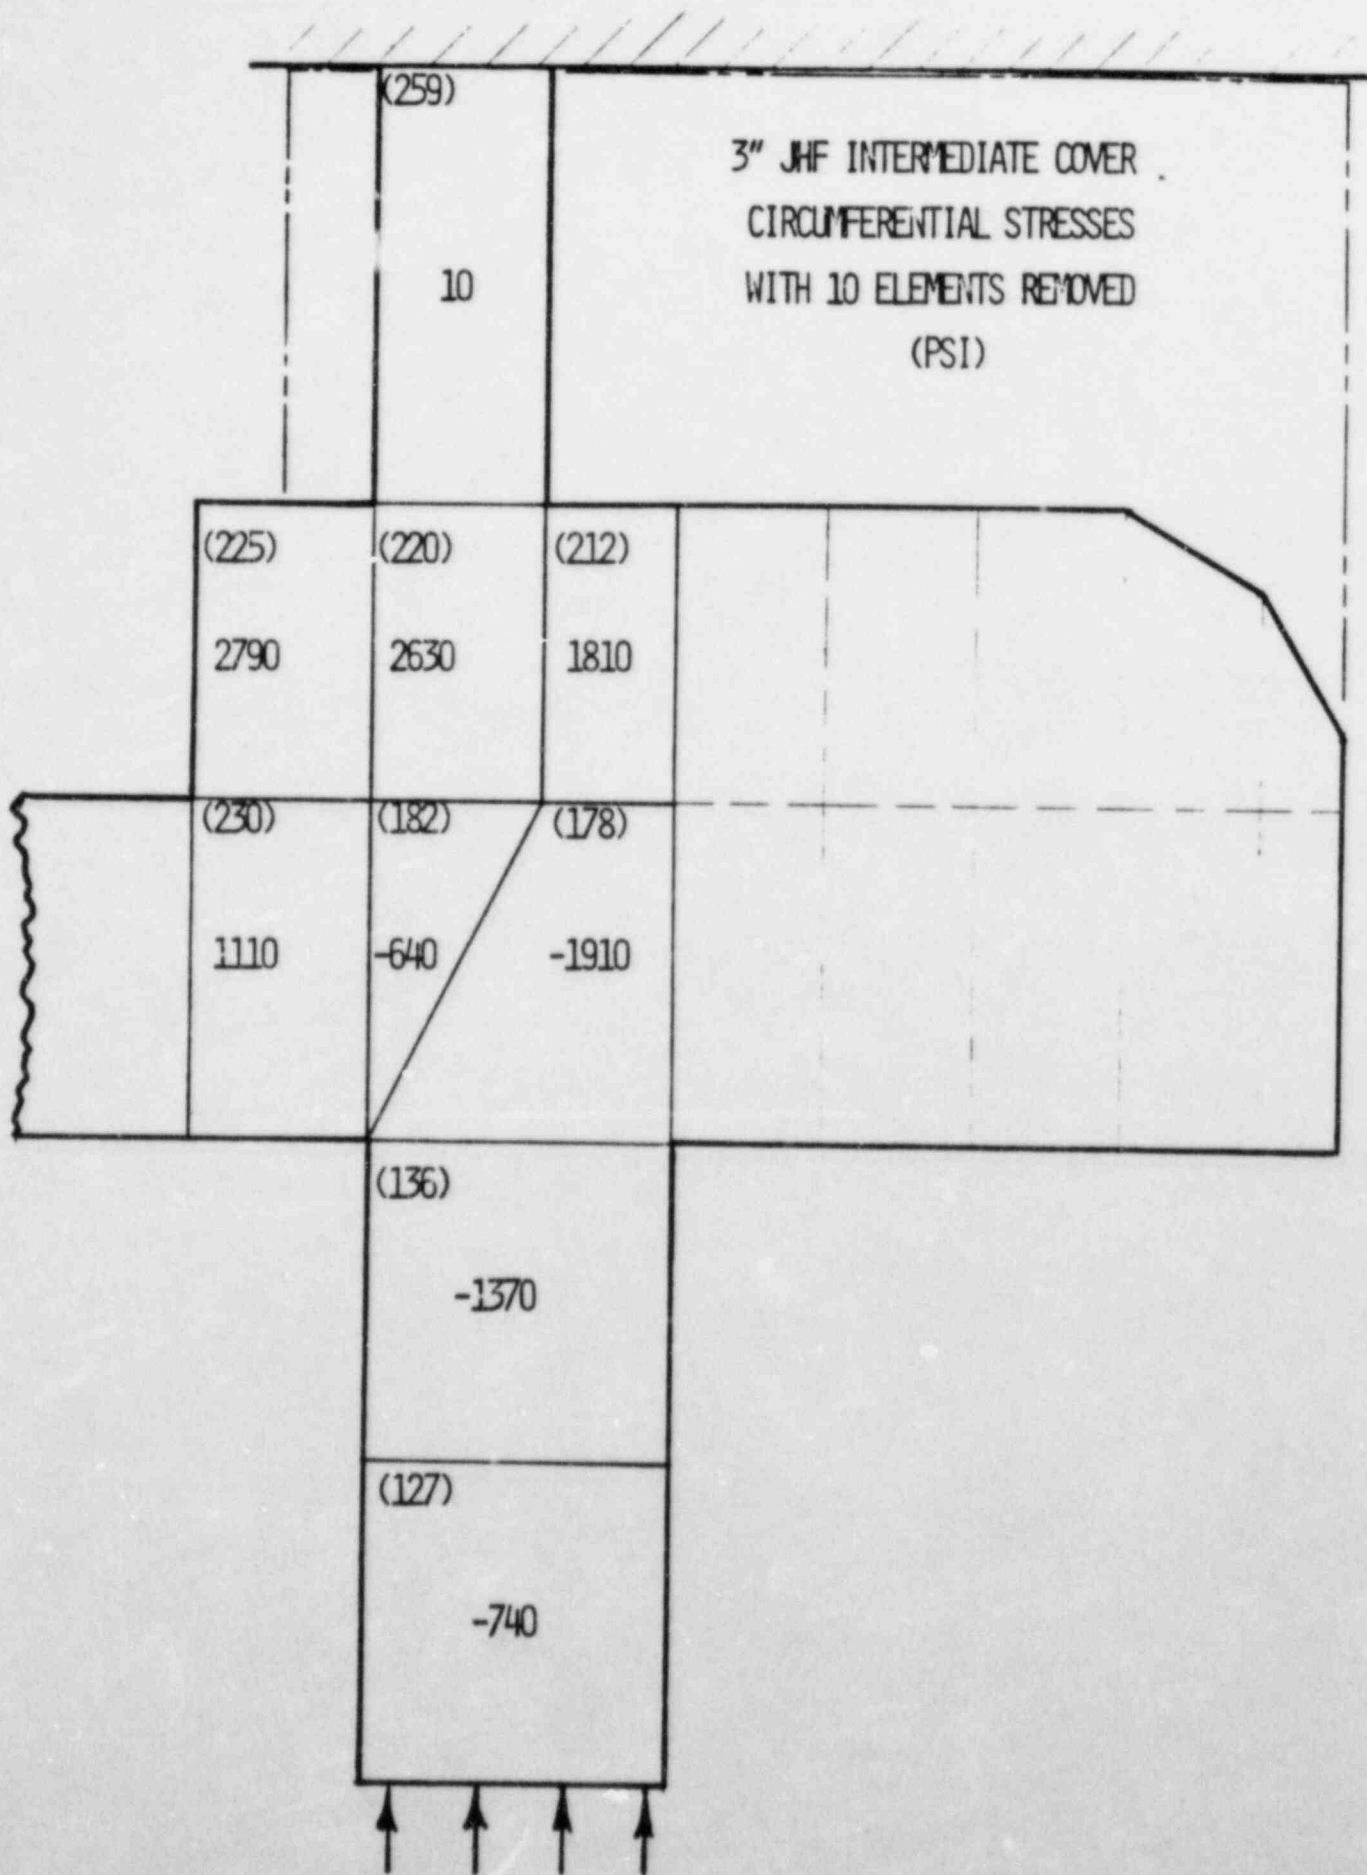 (259)
3" JHF INTERMEDIATE COVER
CIRCUMFERENTIAL STRESSES
WITH 10 ELEMENTS REMOVED
(PSI)
10
(225) (220) (212)
2790 2630 1810
(230) (182) (178)
1110 -640 -1910
(136)
-1370
(127)
-740